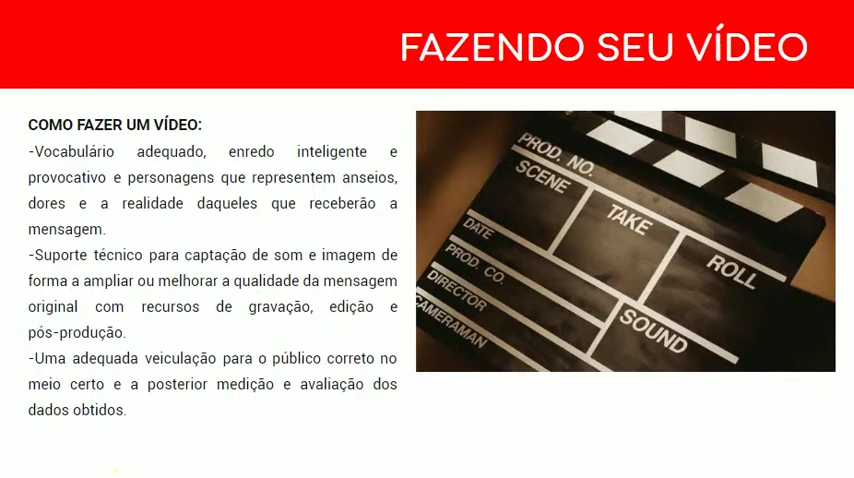 FAZENDO SEU VÍDEO
COMO FAZER UM VÍDEO:
-Vocabulário adequado, enredo inteligente e
provocativo e personagens que representem anseios,
dores e a realidade daqueles que receberão a
mensagem.
-Suporte técnico para captação de som e imagem de
forma a ampliar ou melhorar a qualidade da mensagem
original com recursos de gravação, edição e
pós-produção.
-Uma adequada veiculação para o público correto no
meio certo e a posterior medição e avaliação dos
dados obtidos.
PROD. NO.
SCENE
TAKE
ROLL
DATE
PROD. CO.
DIRECTOR
SOUND
CAMERAMAN